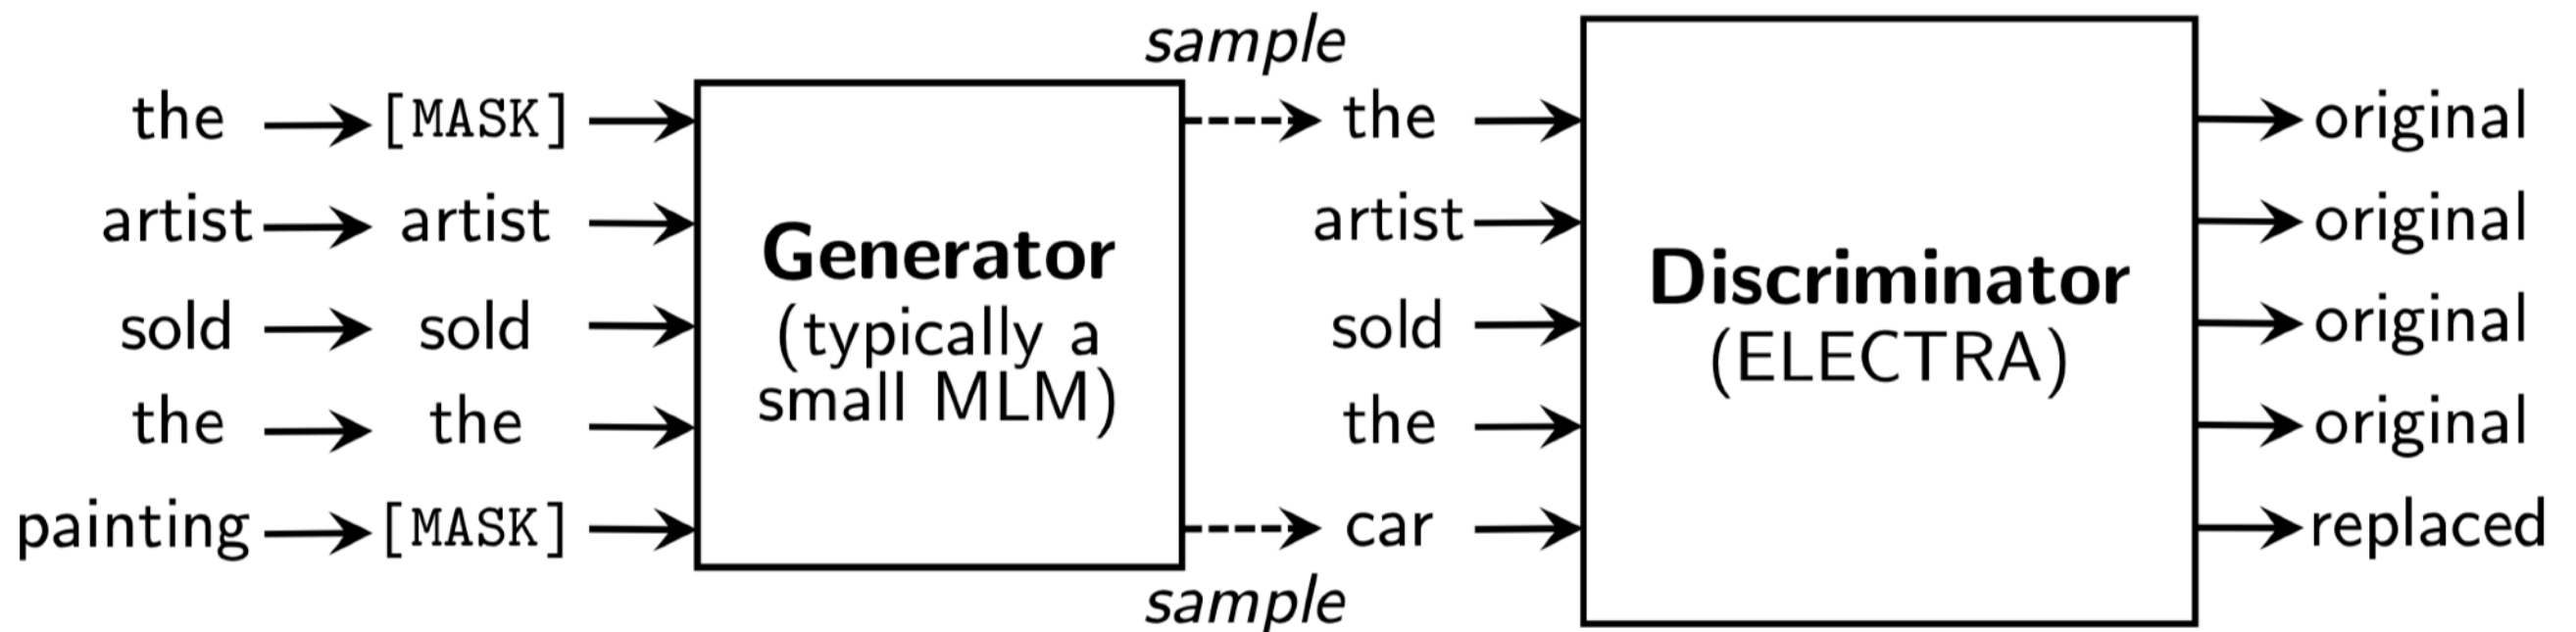 sample
the [MASK] the original
artist artist artist original
sold sold sold original
the the the original
painting [MASK] car replaced
Generator
(typically a
small MLM)
Discriminator
(ELECTRA)
sample